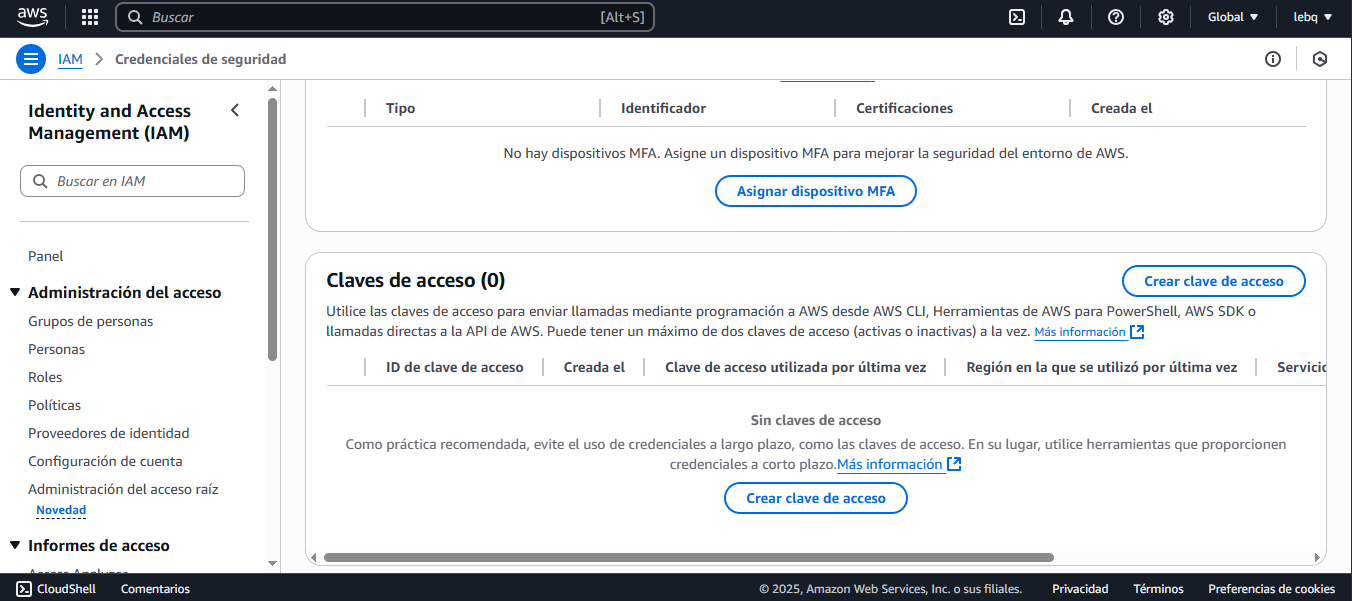 aws
Buscar
[Alt+S]
Global
lebq
IAM
Credenciales de seguridad
Identity and Access
Management (IAM)
Buscar en IAM
Panel
Administración del acceso
Grupos de personas
Personas
Roles
Políticas
Proveedores de identidad
Configuración de cuenta
Administración del acceso raíz
Novedad
Informes de acceso
Access Analyzer
Tipo
Identificador
Certificaciones
Creada el
No hay dispositivos MFA. Asigne un dispositivo MFA para mejorar la seguridad del entorno de AWS.
Asignar dispositivo MFA
Claves de acceso (0)
Crear clave de acceso
Utilice las claves de acceso para enviar llamadas mediante programación a AWS desde AWS CLI, Herramientas de AWS para PowerShell, AWS SDK o
llamadas directas a la API de AWS. Puede tener un máximo de dos claves de acceso (activas o inactivas) a la vez. Más información
ID de clave de acceso
Creada el
Clave de acceso utilizada por última vez
Región en la que se utilizó por última vez
Sin claves de acceso
Como práctica recomendada, evite el uso de credenciales a largo plazo, como las claves de acceso. En su lugar, utilice herramientas que proporcionen
credenciales a corto plazo.Más información
Crear clave de acceso
CloudShell
Comentarios
© 2025, Amazon Web Services, Inc. o sus filiales.
Privacidad
Términos
Preferencias de cookies